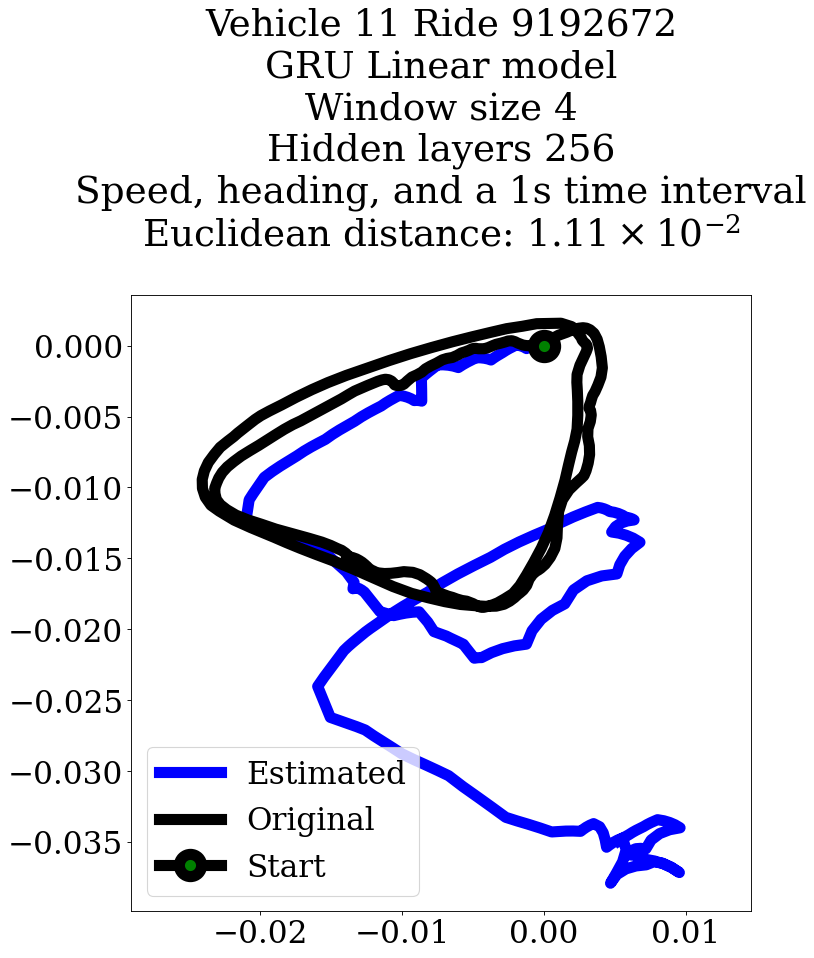 Vehicle 11 Ride 9192672
GRU Linear model
Window size 4
Hidden layers 256
Speed, heading, and a 1s time interval
Euclidean distance: 1.11 × 10⁻²
0.000
−0.005
−0.010
−0.015
−0.020
−0.025
−0.030
−0.035
Estimated
Original
Start
−0.02 −0.01 0.00 0.01